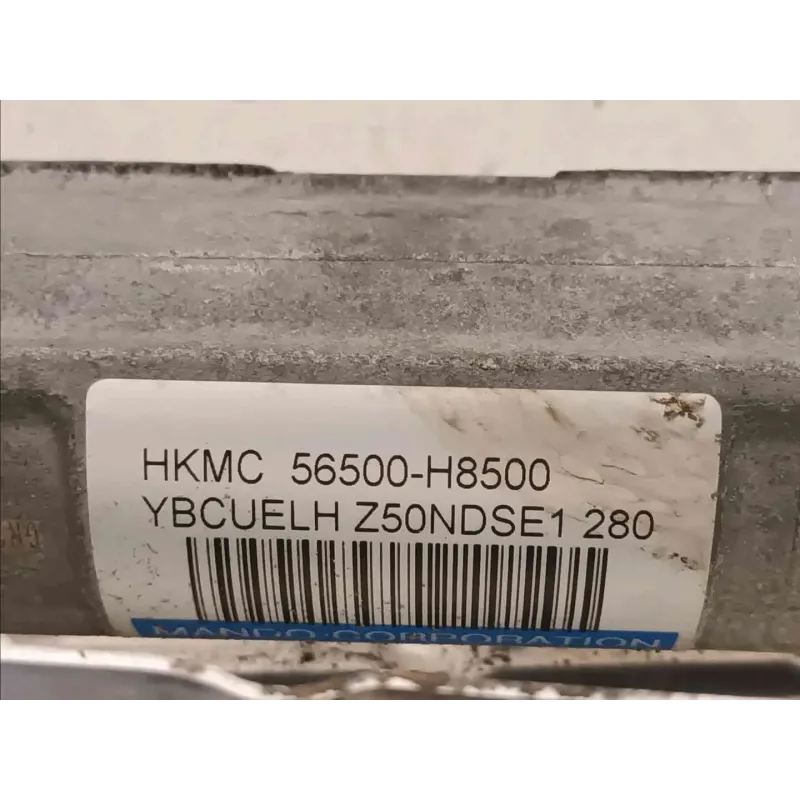 HKMC 56500-H8500
YBCUELH Z50NDSE1 280
MANDO CORPORATION